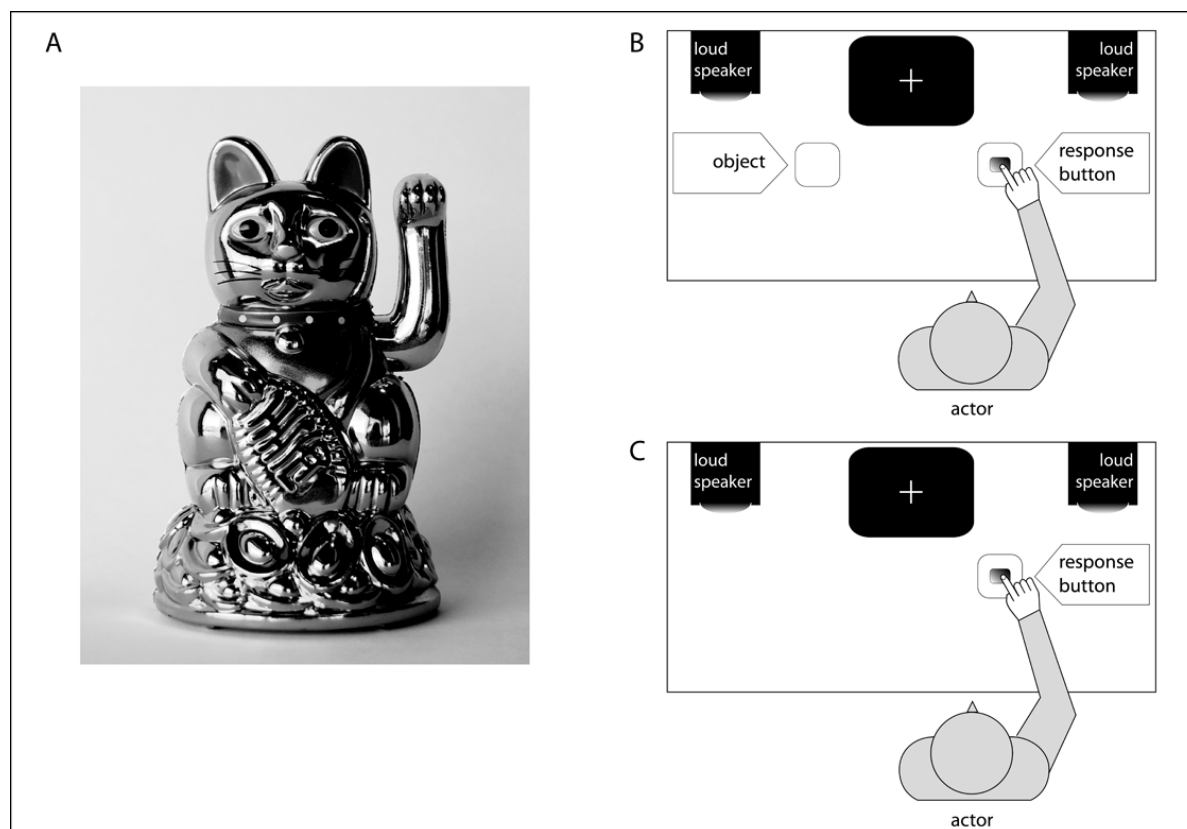 A
B
loud
speaker
loud
speaker
object
response
button
actor
C
loud
speaker
loud
speaker
response
button
actor